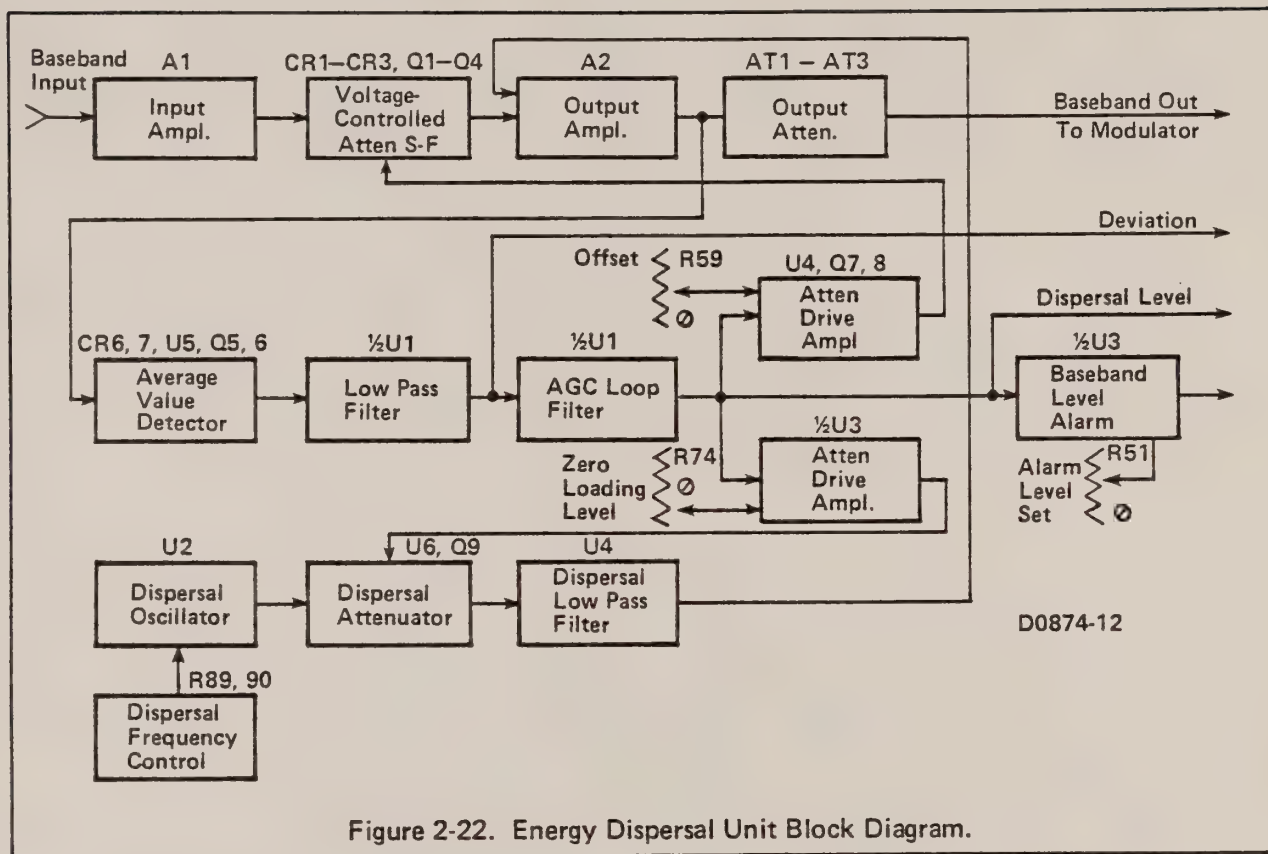 Baseband
Input
A1
Input
Ampl.
CR1–CR3, Q1–Q4
Voltage-
Controlled
Atten S-F
A2
Output
Ampl.
AT1 – AT3
Output
Atten.
Baseband Out
To Modulator
Deviation
Offset
R59
U4, Q7, 8
Atten
Drive
Ampl
Dispersal Level
CR6, 7, U5, Q5, 6
Average
Value
Detector
½U1
Low Pass
Filter
½U1
AGC Loop
Filter
½U3
Baseband
Level
Alarm
½U3
Atten
Drive
Ampl.
Zero
Loading
Level
R74
R51
Alarm
Level
Set
U2
Dispersal
Oscillator
U6, Q9
Dispersal
Attenuator
U4
Dispersal
Low Pass
Filter
D0874-12
R89, 90
Dispersal
Frequency
Control
Figure 2-22. Energy Dispersal Unit Block Diagram.